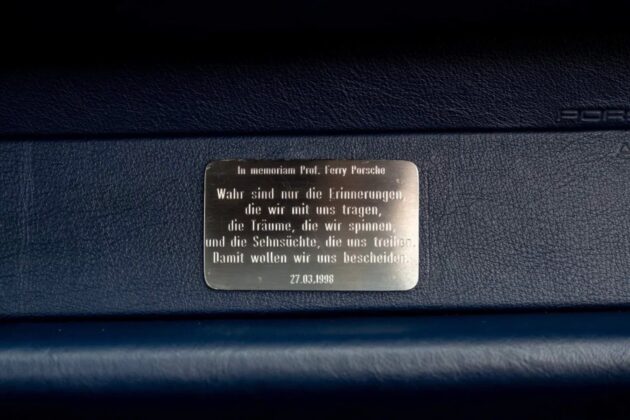 PORS
In memoriam Prof. Ferry Porsche
Wahr sind nur die Erinnerungen,
die wir mit uns tragen,
die Träume, die wir spinnen,
und die Sehnsüchte, die uns treiben.
Damit wollen wir uns bescheiden.
27.03.1998